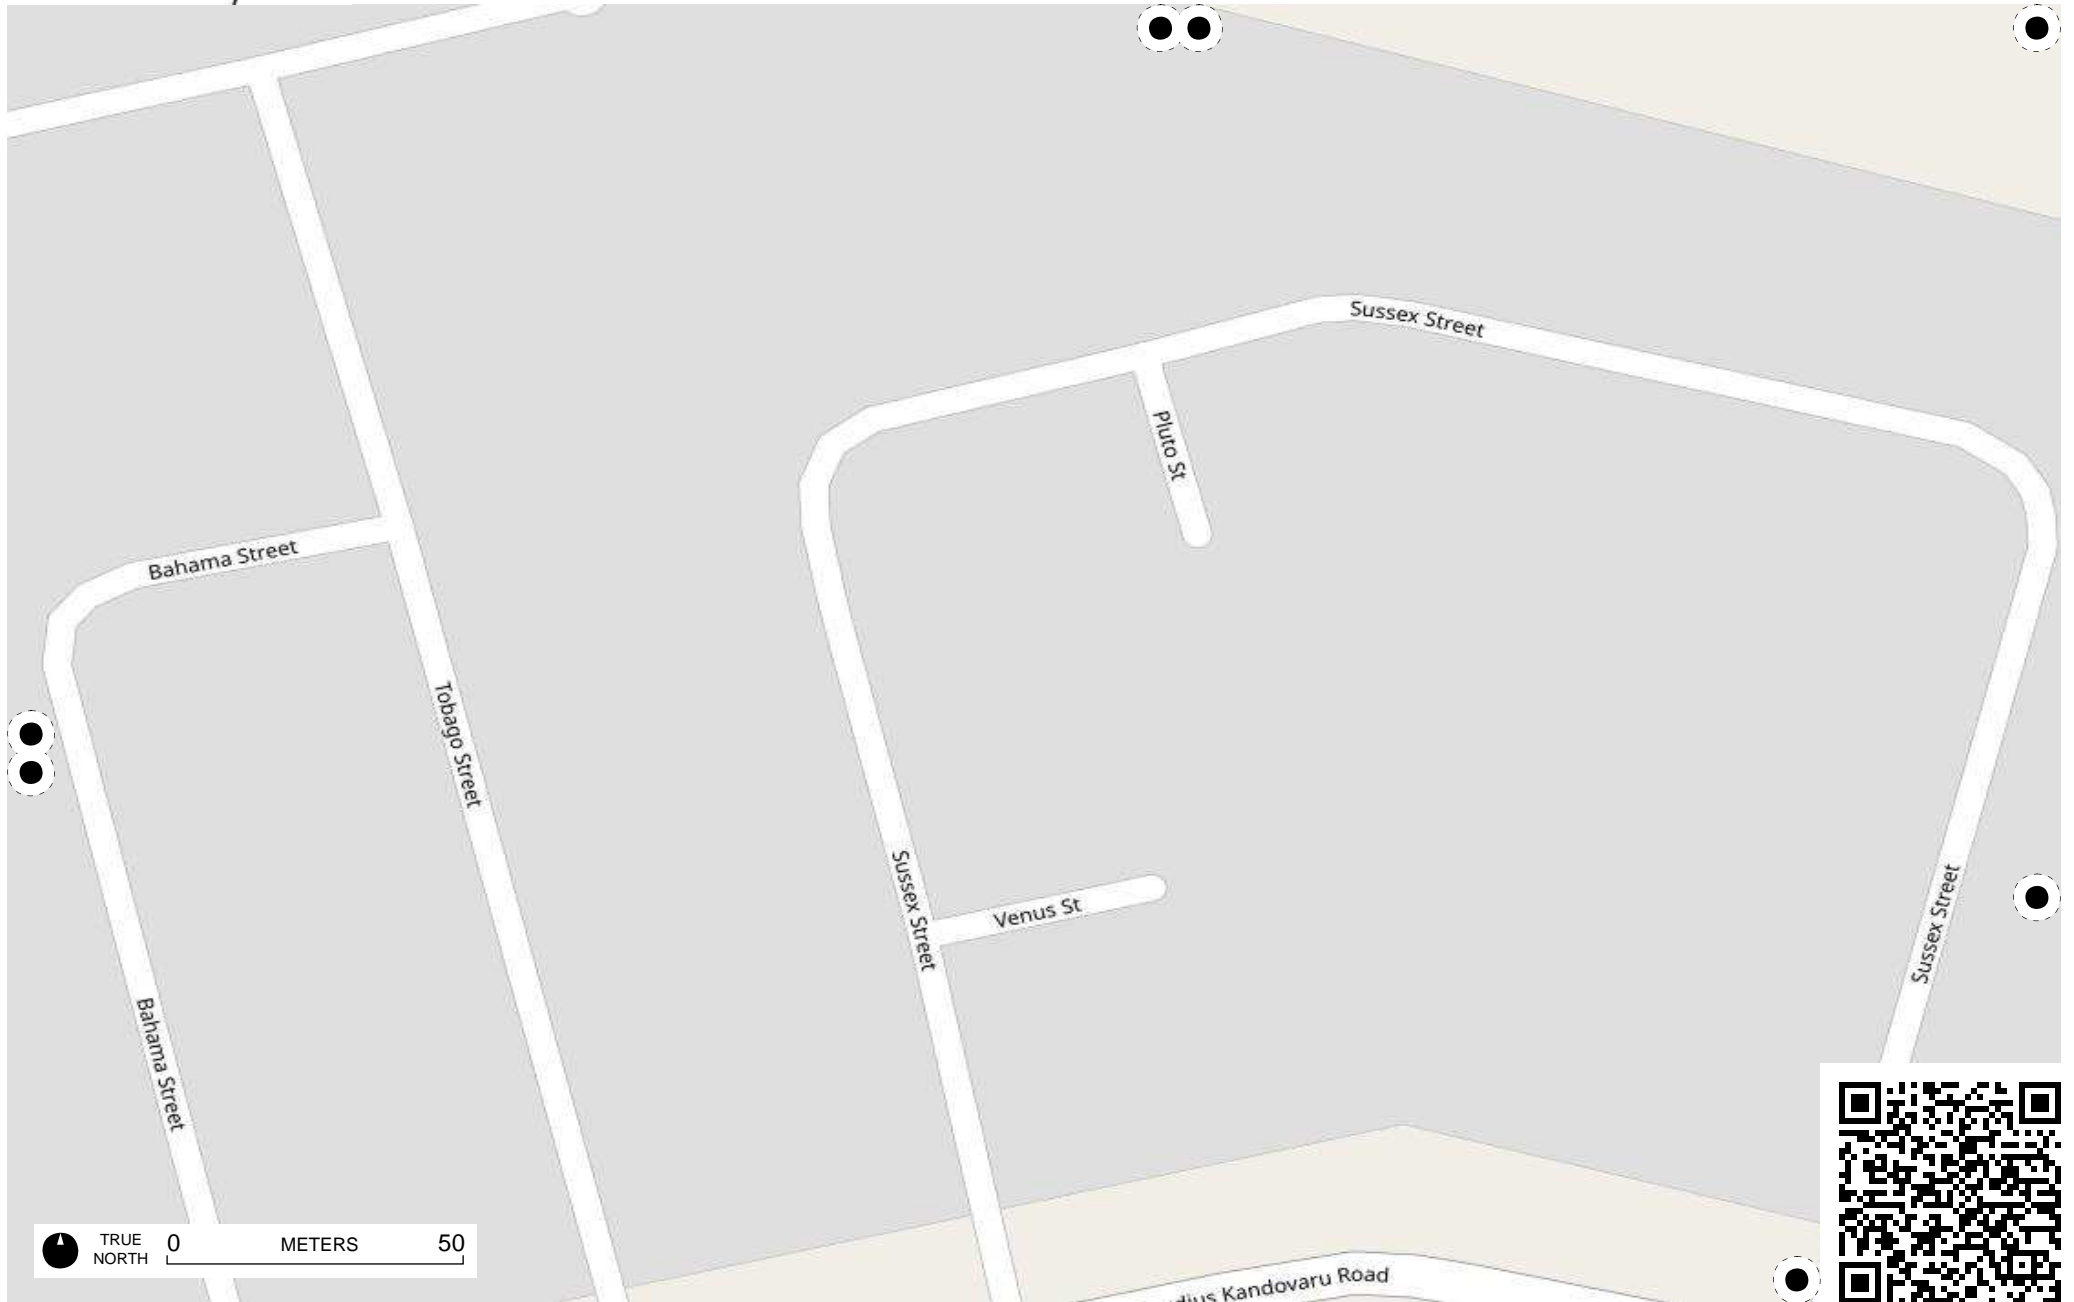 Sussex Street
Pluto St
Bahama Street
Tobago Street
Sussex Street
Venus St
Sussex Street
Bahama Street
TRUE
NORTH
0 METERS 50
Kandovaru Road